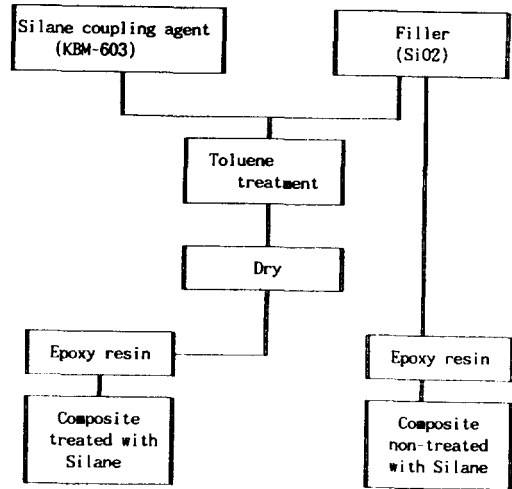 Silane coupling agent
(KBM-603)
Filler
(SiO2)
Toluene
treatment
Dry
Epoxy resin
Composite
treated with
Silane
Epoxy resin
Composite
non-treated
with Silane